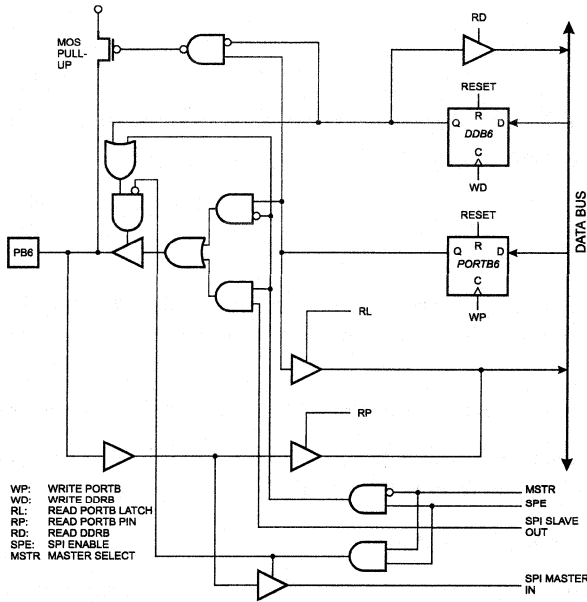 RD
MOS
PULL-
UP
RESET
R
Q
D
DDB6
C
WD
RESET
R
Q
D
PORTB6
C
WP
DATA BUS
PB6
RL
RP
WP: WRITE PORTB
WD: WRITE DDRB
RL: READ PORTB LATCH
RP: READ PORTB PIN
RD: READ DDRB
SPE: SPI ENABLE
MSTR MASTER SELECT
MSTR
SPE
SPI SLAVE
OUT
SPI MASTER
IN